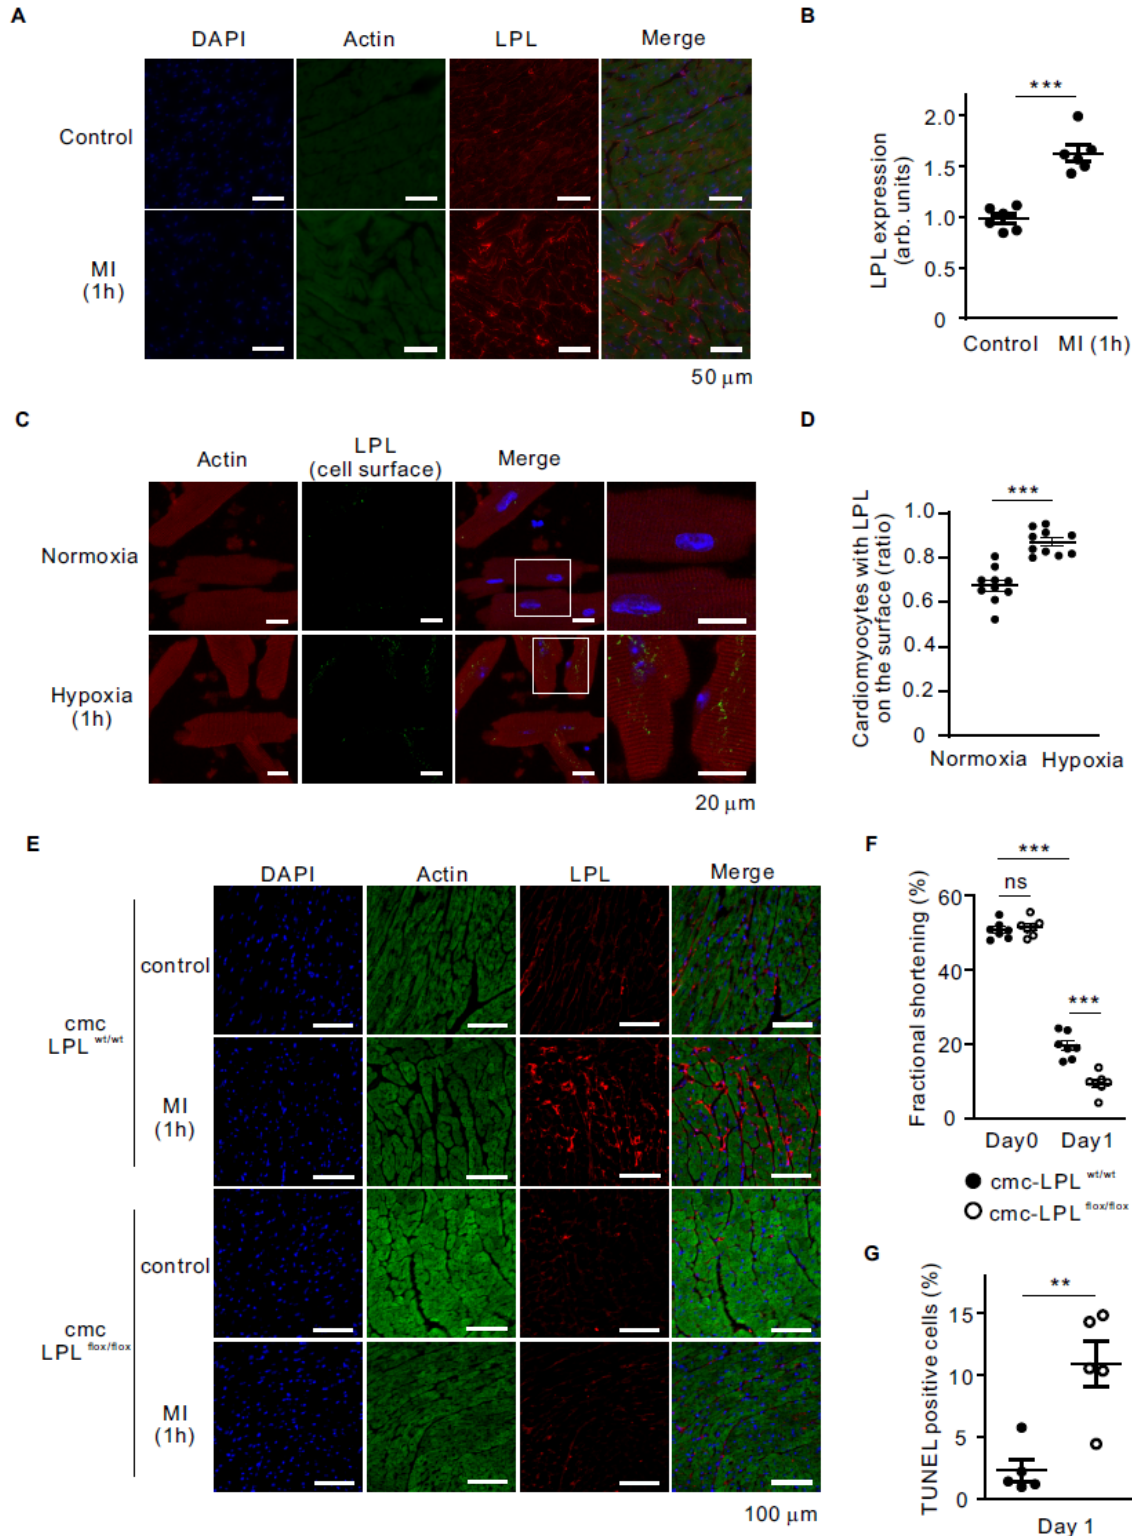 A
DAPI Actin LPL Merge
Control
MI
(1h)
50 μm
B
***
LPL expression
(arb. units)
2.0
1.5
1.0
0.5
0
Control MI (1h)
C
Actin LPL
(cell surface) Merge
Normoxia
Hypoxia
(1h)
20 μm
D
***
Cardiomyocytes with LPL
on the surface (ratio)
1.0
0.8
0.6
0.4
0.2
0
Normoxia Hypoxia
E
DAPI Actin LPL Merge
cmc
LPL wt/wt
control
MI
(1h)
cmc
LPL flox/flox
control
MI
(1h)
100 μm
F
***
ns
***
Fractional shortening (%)
60
40
20
0
Day0 Day1
cmc-LPL wt/wt
cmc-LPL flox/flox
G
**
TUNEL positive cells (%)
15
10
5
0
Day 1